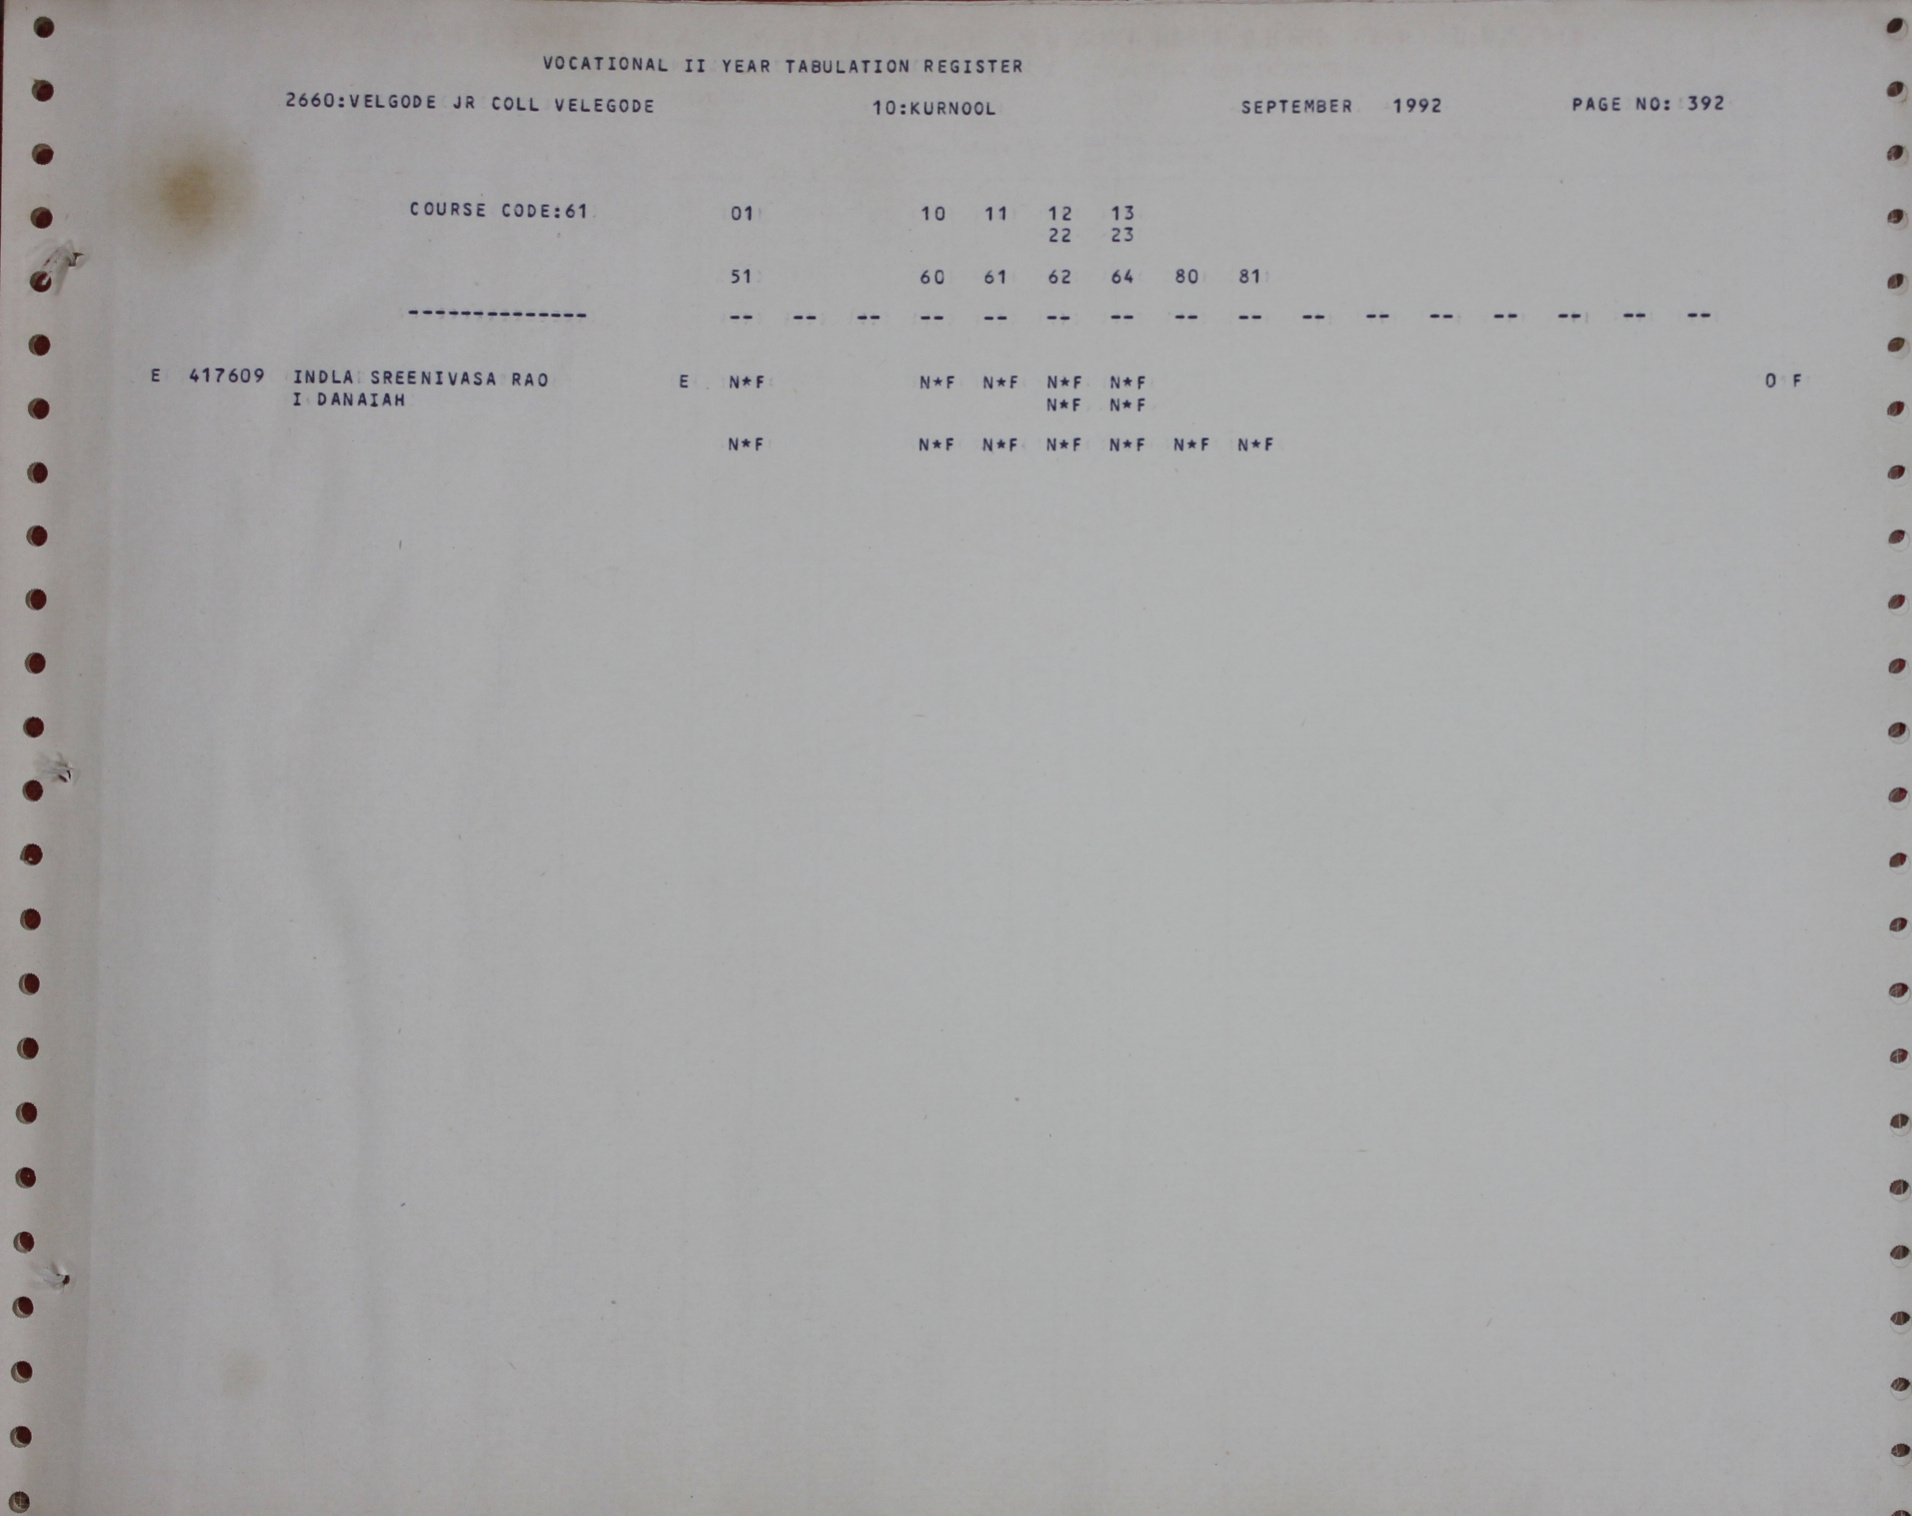 VOCATIONAL II YEAR TABULATION REGISTER
2660:VELGODE JR COLL VELEGODE 10:KURNOOL SEPTEMBER 1992 PAGE NO: 392
COURSE CODE:61 01 10 11 12 13
22 23
51 60 61 62 64 80 81
-------------- -- -- -- -- -- -- -- -- -- -- -- -- -- -- -- --
E 417609 INDLA SREENIVASA RAO E N*F N*F N*F N*F N*F 0 F
I DANAIAH N*F N*F
N*F N*F N*F N*F N*F N*F N*F